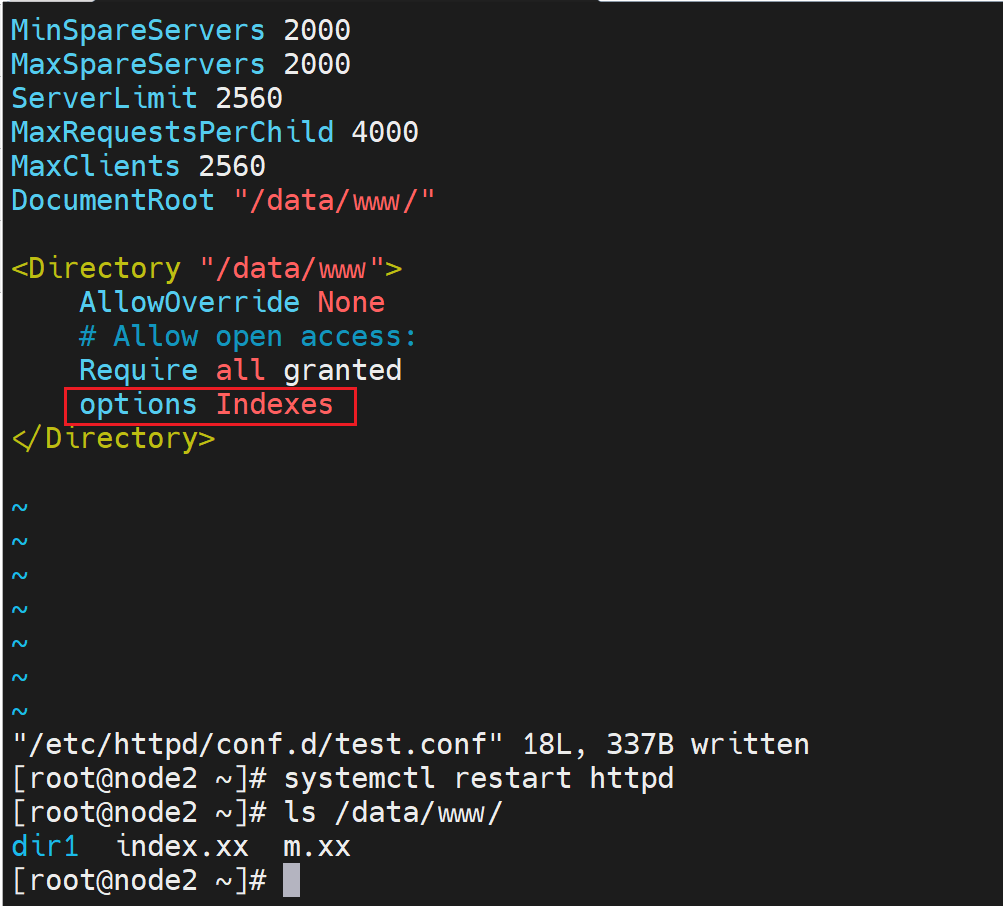 MinSpareServers 2000
MaxSpareServers 2000
ServerLimit 2560
MaxRequestsPerChild 4000
MaxClients 2560
DocumentRoot "/data/www/"
<Directory "/data/www">
    AllowOverride None
    # Allow open access:
    Require all granted
    options Indexes
</Directory>
~
~
~
~
~
~
~
"/etc/httpd/conf.d/test.conf" 18L, 337B written
[root@node2 ~]# systemctl restart httpd
[root@node2 ~]# ls /data/www/
dir1  index.xx  m.xx
[root@node2 ~]#